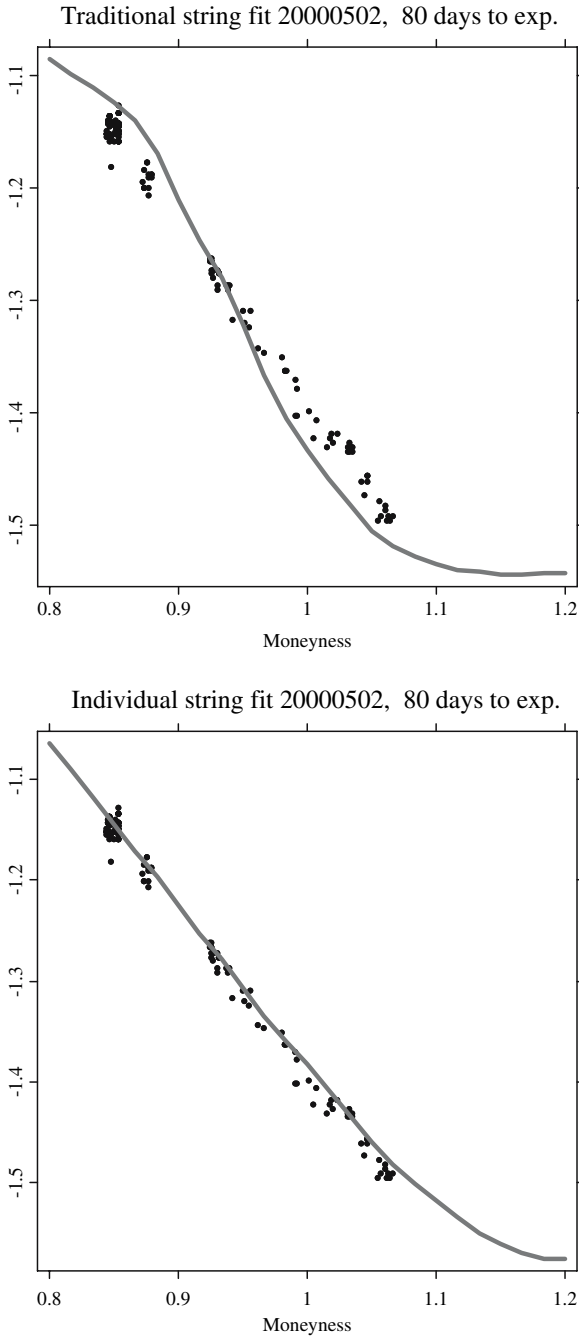 Traditional string fit 20000502, 80 days to exp.
-1.1
-1.2
-1.3
-1.4
-1.5
0.8 0.9 1 1.1 1.2
Moneyness
Individual string fit 20000502, 80 days to exp.
-1.1
-1.2
-1.3
-1.4
-1.5
0.8 0.9 1 1.1 1.2
Moneyness